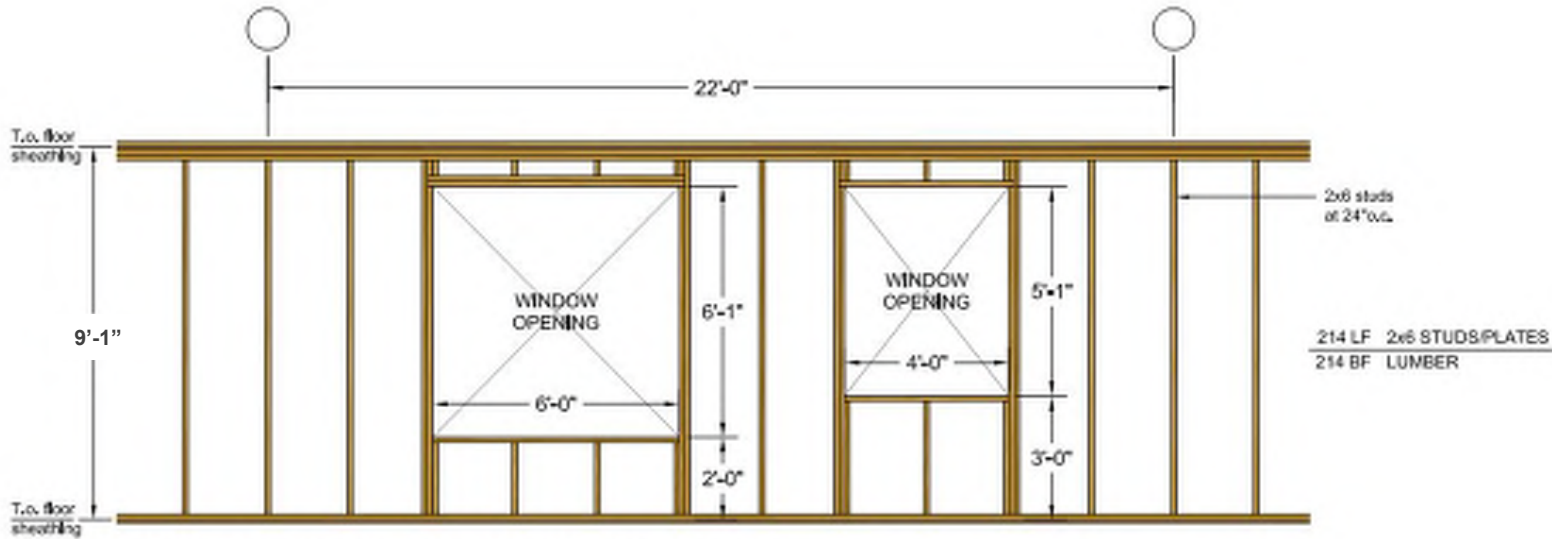 22'-0"
T.o. floor
sheathing
2x6 studs
at 24"o.c.
WINDOW
OPENING
6'-1"
WINDOW
OPENING
5'-1"
9’-1”
214 LF 2x6 STUDS/PLATES
214 BF LUMBER
4'-0"
6'-0"
2'-0"
3'-0"
T.o. floor
sheathing